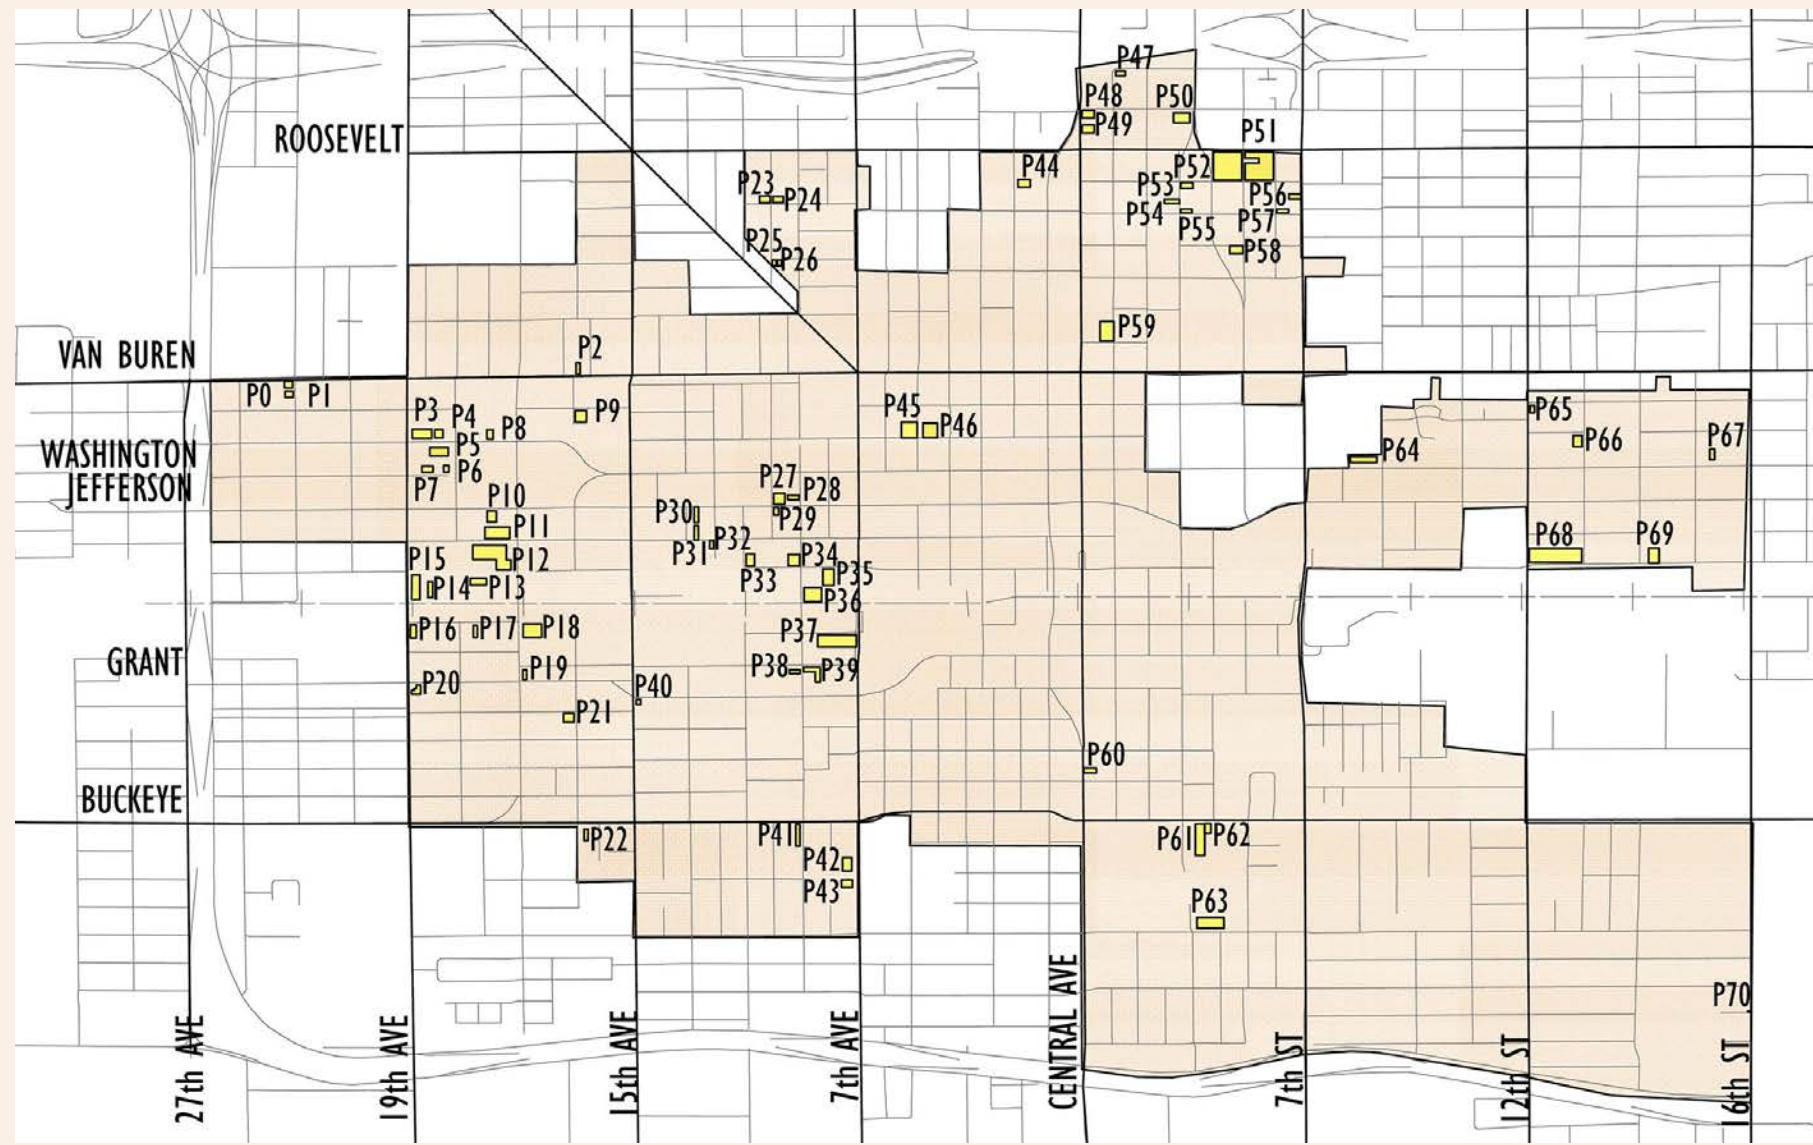 P47
P48
P50
P49
P51
ROOSEVELT
P44
P52
P53
P23
P24
P56
P54
P55
P57
P25
P26
P58
P59
VAN BUREN
P2
P0
P1
P3
P4
P8
P9
P45
P46
P65
P66
P67
P64
WASHINGTON
JEFFERSON
P5
P6
P7
P10
P27
P28
P30
P29
P11
P31
P32
P68
P69
P15
P12
P33
P34
P14
P13
P35
P36
P16
P17
P18
P37
GRANT
P19
P38
P39
P20
P40
P21
P60
BUCKEYE
P22
P41
P42
P43
P61
P62
P63
P70
27th AVE
19th AVE
15th AVE
7th AVE
CENTRAL AVE
7th ST
12th ST
16th ST